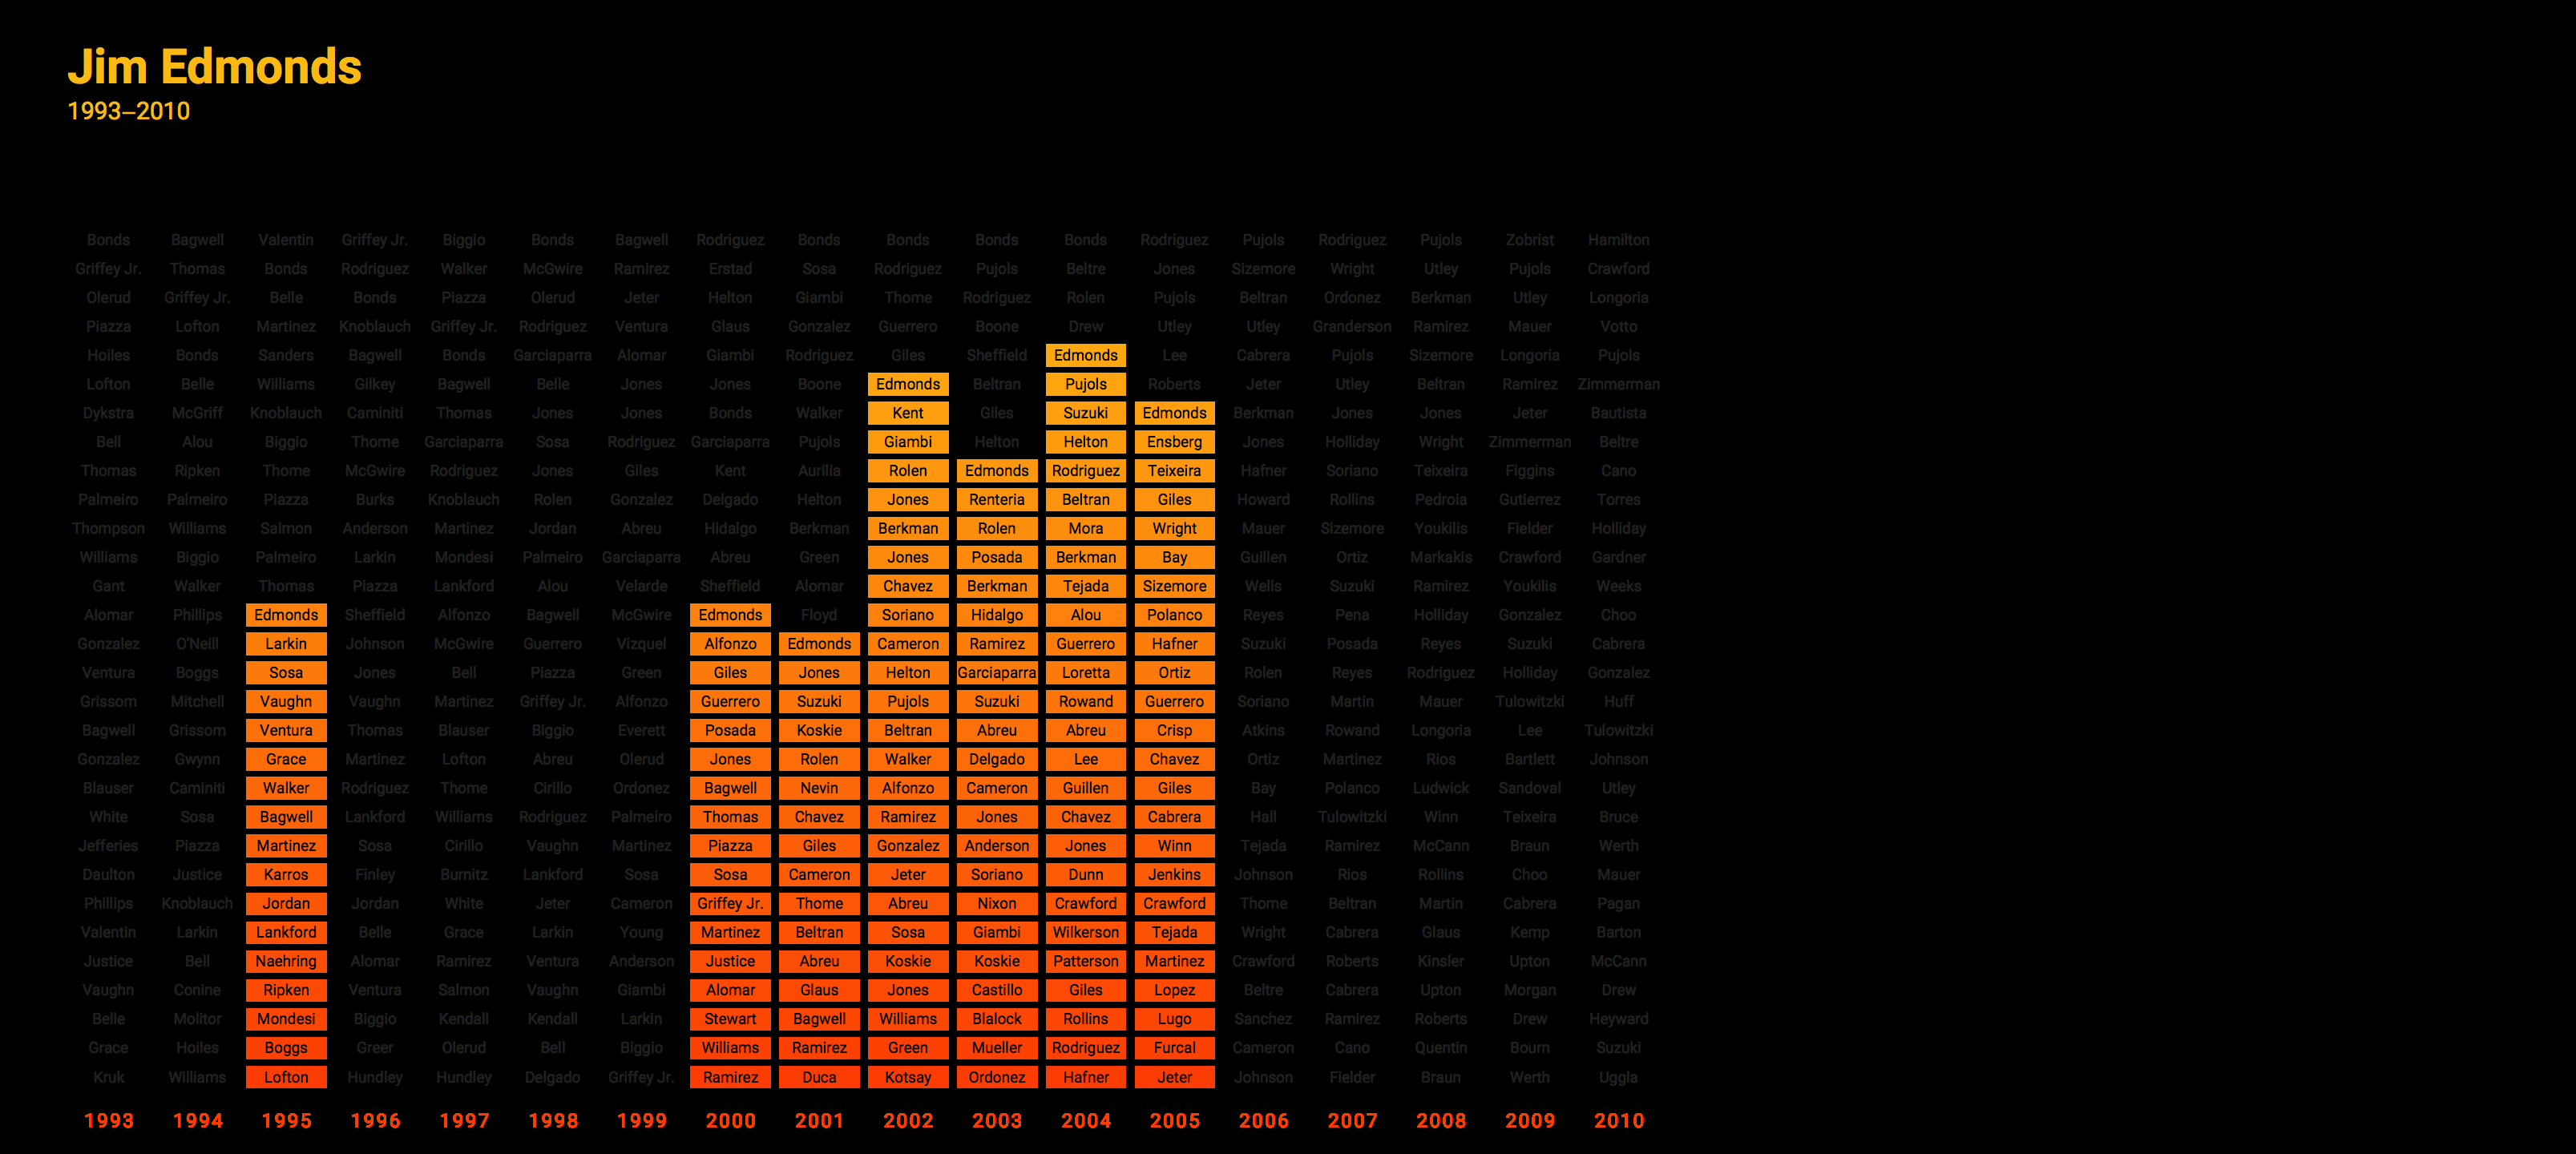 Jim Edmonds
1993–2010
Bonds Bagwell Valentin Griffey Jr. Biggio Bonds Bagwell Rodriguez Bonds Bonds Bonds Bonds Rodriguez Pujols Rodriguez Pujols Zobrist Hamilton
Griffey Jr. Thomas Bonds Rodriguez Walker McGwire Ramirez Erstad Sosa Rodriguez Pujols Beltre Jones Sizemore Wright Utley Pujols Crawford
Olerud Griffey Jr. Belle Bonds Piazza Olerud Jeter Helton Giambi Thome Rodriguez Rolen Pujols Beltran Ordonez Berkman Utley Longoria
Piazza Lofton Martinez Knoblauch Griffey Jr. Rodriguez Ventura Glaus Gonzalez Guerrero Boone Drew Utley Utley Granderson Ramirez Mauer Votto
Hoiles Bonds Sanders Bagwell Bonds Garciaparra Alomar Giambi Rodriguez Giles Sheffield Edmonds Lee Cabrera Pujols Sizemore Longoria Pujols
Lofton Belle Williams Gilkey Bagwell Belle Jones Jones Boone Edmonds Beltran Pujols Roberts Jeter Utley Beltran Ramirez Zimmerman
Dykstra McGriff Knoblauch Caminiti Thomas Jones Jones Bonds Walker Kent Giles Suzuki Edmonds Berkman Jones Jones Jeter Bautista
Bell Alou Biggio Thome Garciaparra Sosa Rodriguez Garciaparra Pujols Giambi Helton Helton Ensberg Jones Holliday Wright Zimmerman Beltre
Thomas Ripken Thome McGwire Rodriguez Jones Giles Kent Aurilia Rolen Edmonds Rodriguez Teixeira Hafner Soriano Teixeira Figgins Cano
Palmeiro Palmeiro Piazza Burks Knoblauch Rolen Gonzalez Delgado Helton Jones Renteria Beltran Giles Howard Rollins Pedroia Gutierrez Torres
Thompson Williams Salmon Anderson Martinez Jordan Abreu Hidalgo Berkman Berkman Rolen Mora Wright Mauer Sizemore Youkilis Fielder Holliday
Williams Biggio Palmeiro Larkin Mondesi Palmeiro Garciaparra Abreu Green Jones Posada Berkman Bay Guillen Ortiz Markakis Crawford Gardner
Gant Walker Thomas Piazza Lankford Alou Velarde Sheffield Alomar Chavez Berkman Tejada Sizemore Wells Suzuki Ramirez Youkilis Weeks
Alomar Phillips Edmonds Sheffield Alfonzo Bagwell McGwire Edmonds Floyd Soriano Hidalgo Alou Polanco Reyes Pena Holliday Gonzalez Choo
Gonzalez O'Neill Larkin Johnson McGwire Guerrero Vizquel Alfonzo Edmonds Cameron Ramirez Guerrero Hafner Suzuki Posada Reyes Suzuki Cabrera
Ventura Boggs Sosa Jones Bell Piazza Green Giles Jones Helton Garciaparra Loretta Ortiz Rolen Reyes Rodriguez Holliday Gonzalez
Grissom Mitchell Vaughn Vaughn Martinez Griffey Jr. Alfonzo Guerrero Suzuki Pujols Suzuki Rowand Guerrero Soriano Martin Mauer Tulowitzki Huff
Bagwell Grissom Ventura Thomas Blauser Biggio Everett Posada Koskie Beltran Abreu Abreu Crisp Atkins Rowand Longoria Lee Tulowitzki
Gonzalez Gwynn Grace Martinez Lofton Abreu Olerud Jones Rolen Walker Delgado Lee Chavez Ortiz Martinez Rios Bartlett Johnson
Blauser Caminiti Walker Rodriguez Thome Cirillo Ordonez Bagwell Nevin Alfonzo Cameron Guillen Giles Bay Polanco Ludwick Sandoval Utley
White Sosa Bagwell Lankford Williams Rodriguez Palmeiro Thomas Chavez Ramirez Jones Chavez Cabrera Hall Tulowitzki Winn Teixeira Bruce
Jefferies Piazza Martinez Sosa Cirillo Vaughn Martinez Piazza Giles Gonzalez Anderson Jones Winn Tejada Ramirez McCann Braun Werth
Daulton Justice Karros Finley Burnitz Lankford Sosa Sosa Cameron Jeter Soriano Dunn Jenkins Johnson Rios Rollins Choo Mauer
Phillips Knoblauch Jordan Jordan White Jeter Cameron Griffey Jr. Thome Abreu Nixon Crawford Crawford Thome Beltran Martin Cabrera Pagan
Valentin Larkin Lankford Belle Grace Larkin Young Martinez Beltran Sosa Giambi Wilkerson Tejada Wright Cabrera Glaus Kemp Barton
Justice Bell Naehring Alomar Ramirez Ventura Anderson Justice Abreu Koskie Koskie Patterson Martinez Crawford Roberts Kinsler Upton McCann
Vaughn Conine Ripken Ventura Salmon Vaughn Giambi Alomar Glaus Jones Castillo Giles Lopez Beltre Cabrera Upton Morgan Drew
Belle Molitor Mondesi Biggio Kendall Kendall Larkin Stewart Bagwell Williams Blalock Rollins Lugo Sanchez Ramirez Roberts Drew Heyward
Grace Hoiles Boggs Greer Olerud Bell Biggio Williams Ramirez Green Mueller Rodriguez Furcal Cameron Cano Quentin Bourn Suzuki
Kruk Williams Lofton Hundley Hundley Delgado Griffey Jr. Ramirez Duca Kotsay Ordonez Hafner Jeter Johnson Fielder Braun Werth Uggla
1993 1994 1995 1996 1997 1998 1999 2000 2001 2002 2003 2004 2005 2006 2007 2008 2009 2010